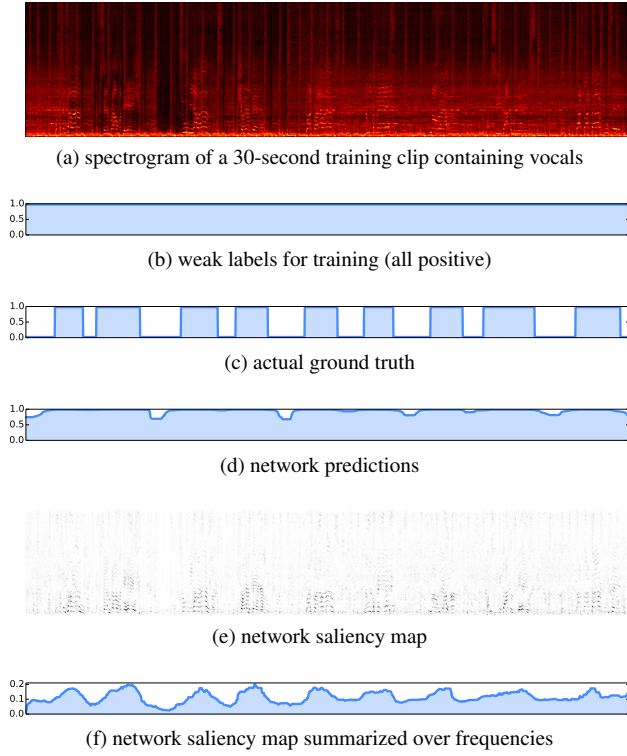 (a) spectrogram of a 30-second training clip containing vocals
1.0
0.5
0.0
(b) weak labels for training (all positive)
1.0
0.5
0.0
(c) actual ground truth
1.0
0.5
0.0
(d) network predictions
(e) network saliency map
0.2
0.1
0.0
(f) network saliency map summarized over frequencies